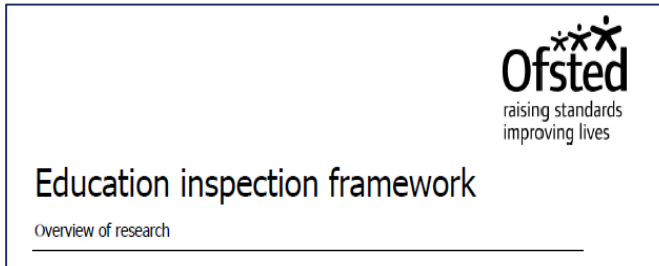 Ofsted
raising standards
improving lives
Education inspection framework
Overview of research